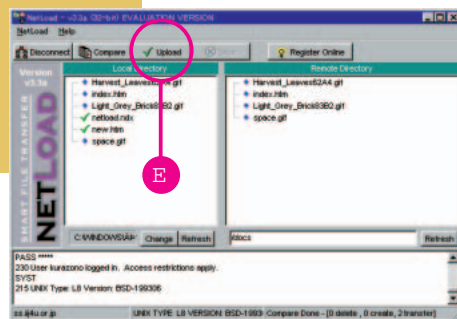 NetLoad - v3.3a (32-bit) EVALUATION VERSION
NetLoad Help
Disconnect Compare Upload Register Online
Version
v3.3a
SMART FILE TRANSFER
NETLOAD
Local Directory
Harvest_Leaves62A4.gif
index.htm
Light_Grey_Brick83B2.gif
netload.ndx
new.htm
space.gif
Remote Directory
Harvest_Leaves62A4.gif
index.htm
Light_Grey_Brick83B2.gif
space.gif
E
C:\WINDOWS\AP Change Refresh
/docs Refresh
PASS *****
230 User kurazono logged in. Access restrictions apply.
SYST
215 UNIX Type: L8 Version: BSD-199306
ss.ij4u.or.jp UNIX TYPE: L8 VERSION: BSD-1993 Compare Done - [0 delete , 0 create, 2 transfer]